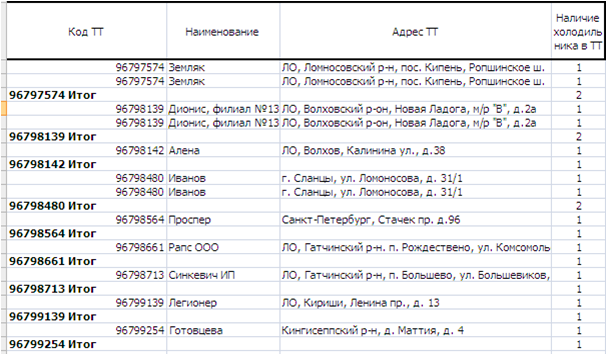 Код ТТ Наименование Адрес ТТ Наличие холодиль ника в ТТ
96797574 Земляк ЛО, Ломносовский р-н, пос. Кипень, Ропшинское ш. 1
96797574 Земляк ЛО, Ломносовский р-н, пос. Кипень, Ропшинское ш. 1
96797574 Итог 2
96798139 Дионис, филиал №13 ЛО, Волховский р-он, Новая Ладога, м/р "В", д.2а 1
96798139 Дионис, филиал №13 ЛО, Волховский р-он, Новая Ладога, м/р "В", д.2а 1
96798139 Итог 2
96798142 Алена ЛО, Волхов, Калинина ул., д.38 1
96798142 Итог 1
96798480 Иванов г. Сланцы, ул. Ломоносова, д. 31/1 1
96798480 Иванов г. Сланцы, ул. Ломоносова, д. 31/1 1
96798480 Итог 2
96798564 Проспер Санкт-Петербург, Стачек пр. д.96 1
96798564 Итог 1
96798661 Рапс ООО ЛО, Гатчинский р-н. п. Рождествено, ул. Комсомоль 1
96798661 Итог 1
96798713 Синкевич ИП ЛО, Гатчинский р-н, п. Большево, ул. Большевиков, 1
96798713 Итог 1
96799139 Легионер ЛО, Кириши, Ленина пр., д. 13 1
96799139 Итог 1
96799254 Готовцева Кингисеппский р-н, д. Маттия, д. 4 1
96799254 Итог 1